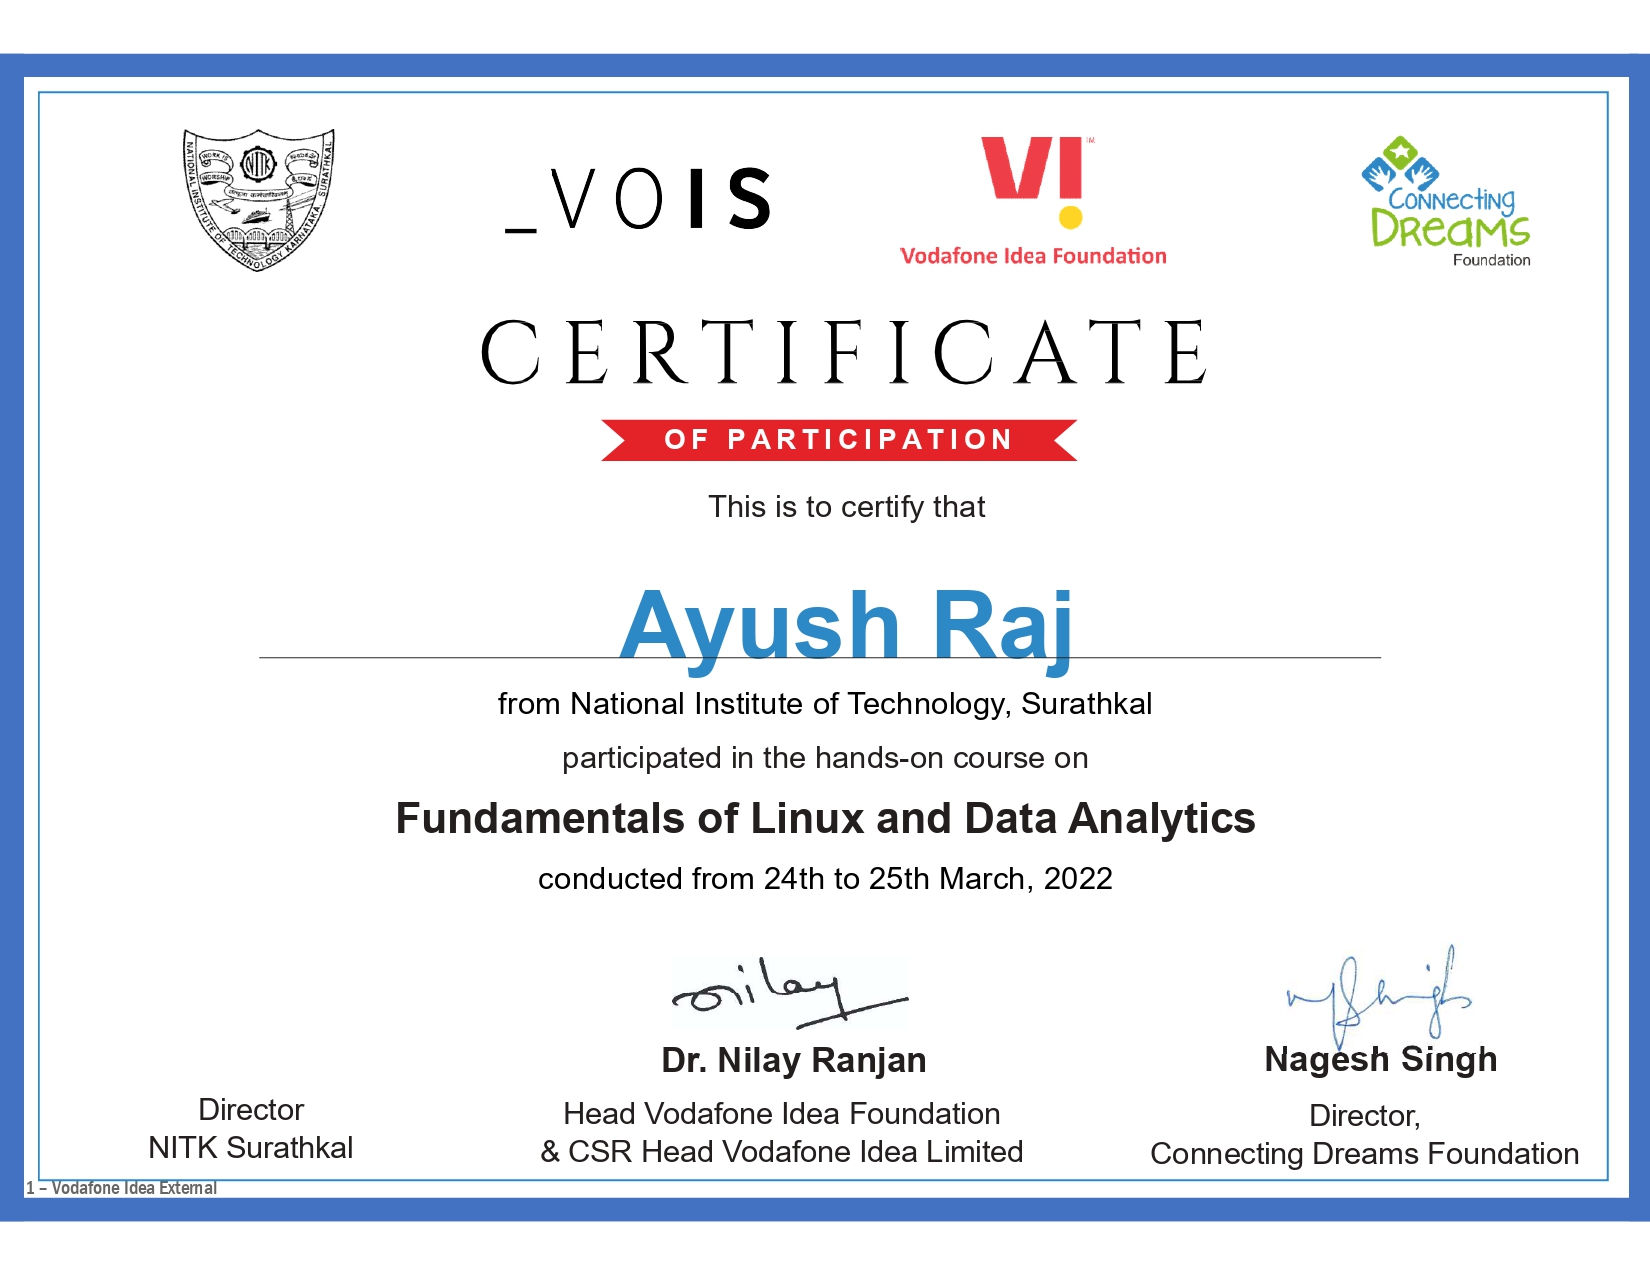 NATIONAL INSTITUTE OF TECHNOLOGY KARNATAKA, SURATHKAL
WORK IS
WORSHIP
NITK
_VOIS
VI
TM
Vodafone Idea Foundation
Connecting
Dreams
Foundation
CERTIFICATE
OF PARTICIPATION
This is to certify that
Ayush Raj
from National Institute of Technology, Surathkal
participated in the hands-on course on
Fundamentals of Linux and Data Analytics
conducted from 24th to 25th March, 2022
nilay
Dr. Nilay Ranjan
Nagesh Singh
Director
NITK Surathkal
Head Vodafone Idea Foundation
& CSR Head Vodafone Idea Limited
Director,
Connecting Dreams Foundation
1 – Vodafone Idea External